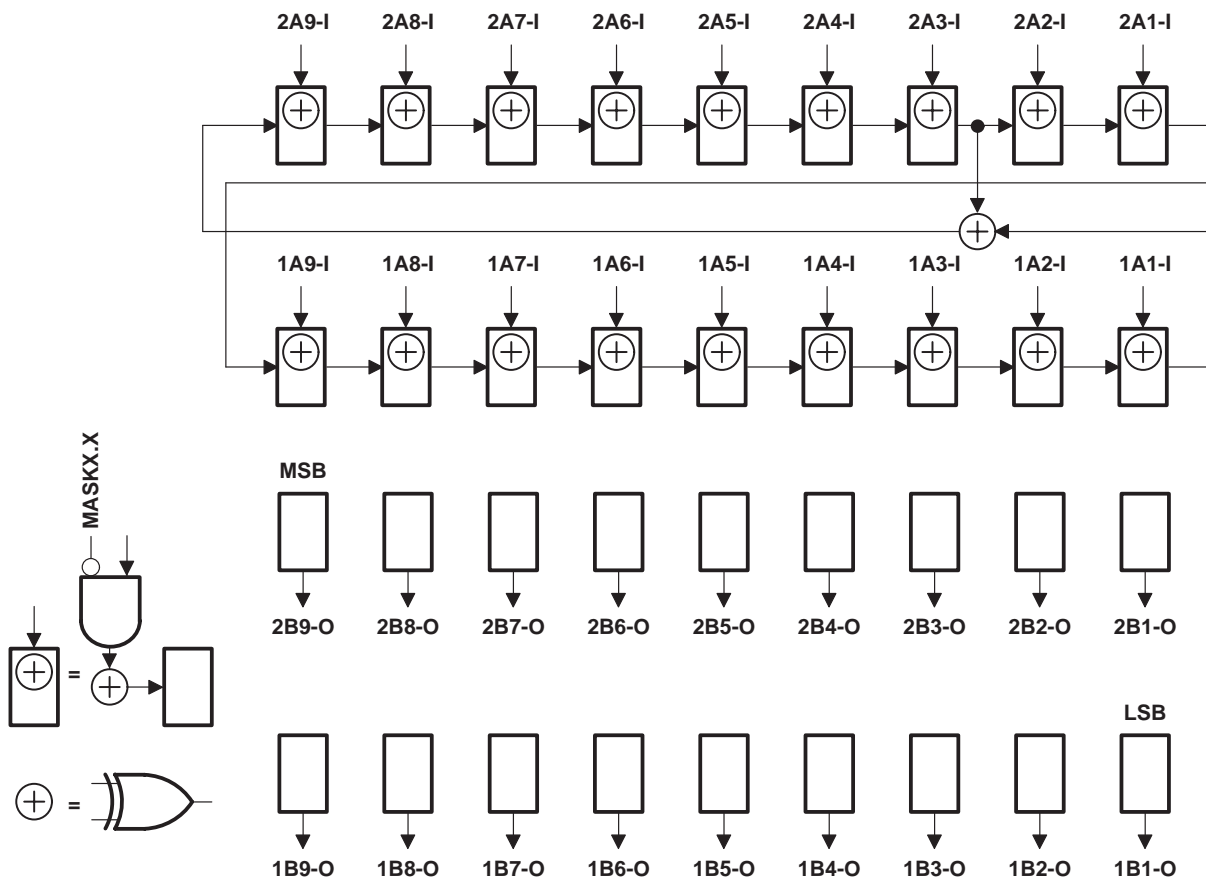 2A9-I 2A8-I 2A7-I 2A6-I 2A5-I 2A4-I 2A3-I 2A2-I 2A1-I
1A9-I 1A8-I 1A7-I 1A6-I 1A5-I 1A4-I 1A3-I 1A2-I 1A1-I
MASKX.X
MSB
2B9-O 2B8-O 2B7-O 2B6-O 2B5-O 2B4-O 2B3-O 2B2-O 2B1-O
=
LSB
=
1B9-O 1B8-O 1B7-O 1B6-O 1B5-O 1B4-O 1B3-O 1B2-O 1B1-O